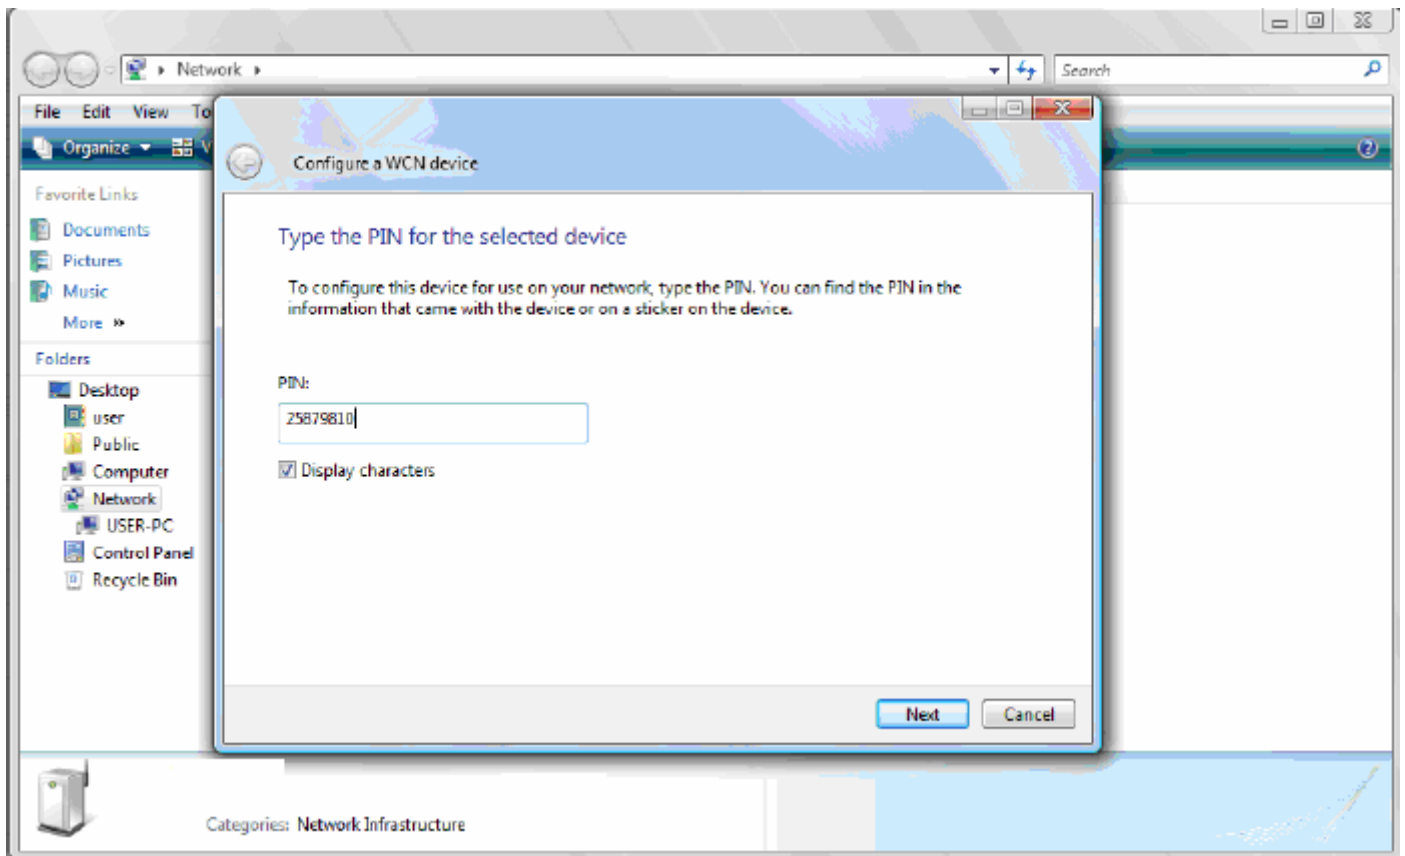 Network
Search
File Edit View To
Organize V
Configure a WCN device
Favorite Links
Documents
Pictures
Music
More »
Folders
Desktop
user
Public
Computer
Network
USER-PC
Control Panel
Recycle Bin
Type the PIN for the selected device
To configure this device for use on your network, type the PIN. You can find the PIN in the
information that came with the device or on a sticker on the device.
PIN:
25879810
Display characters
Next Cancel
Categories: Network Infrastructure